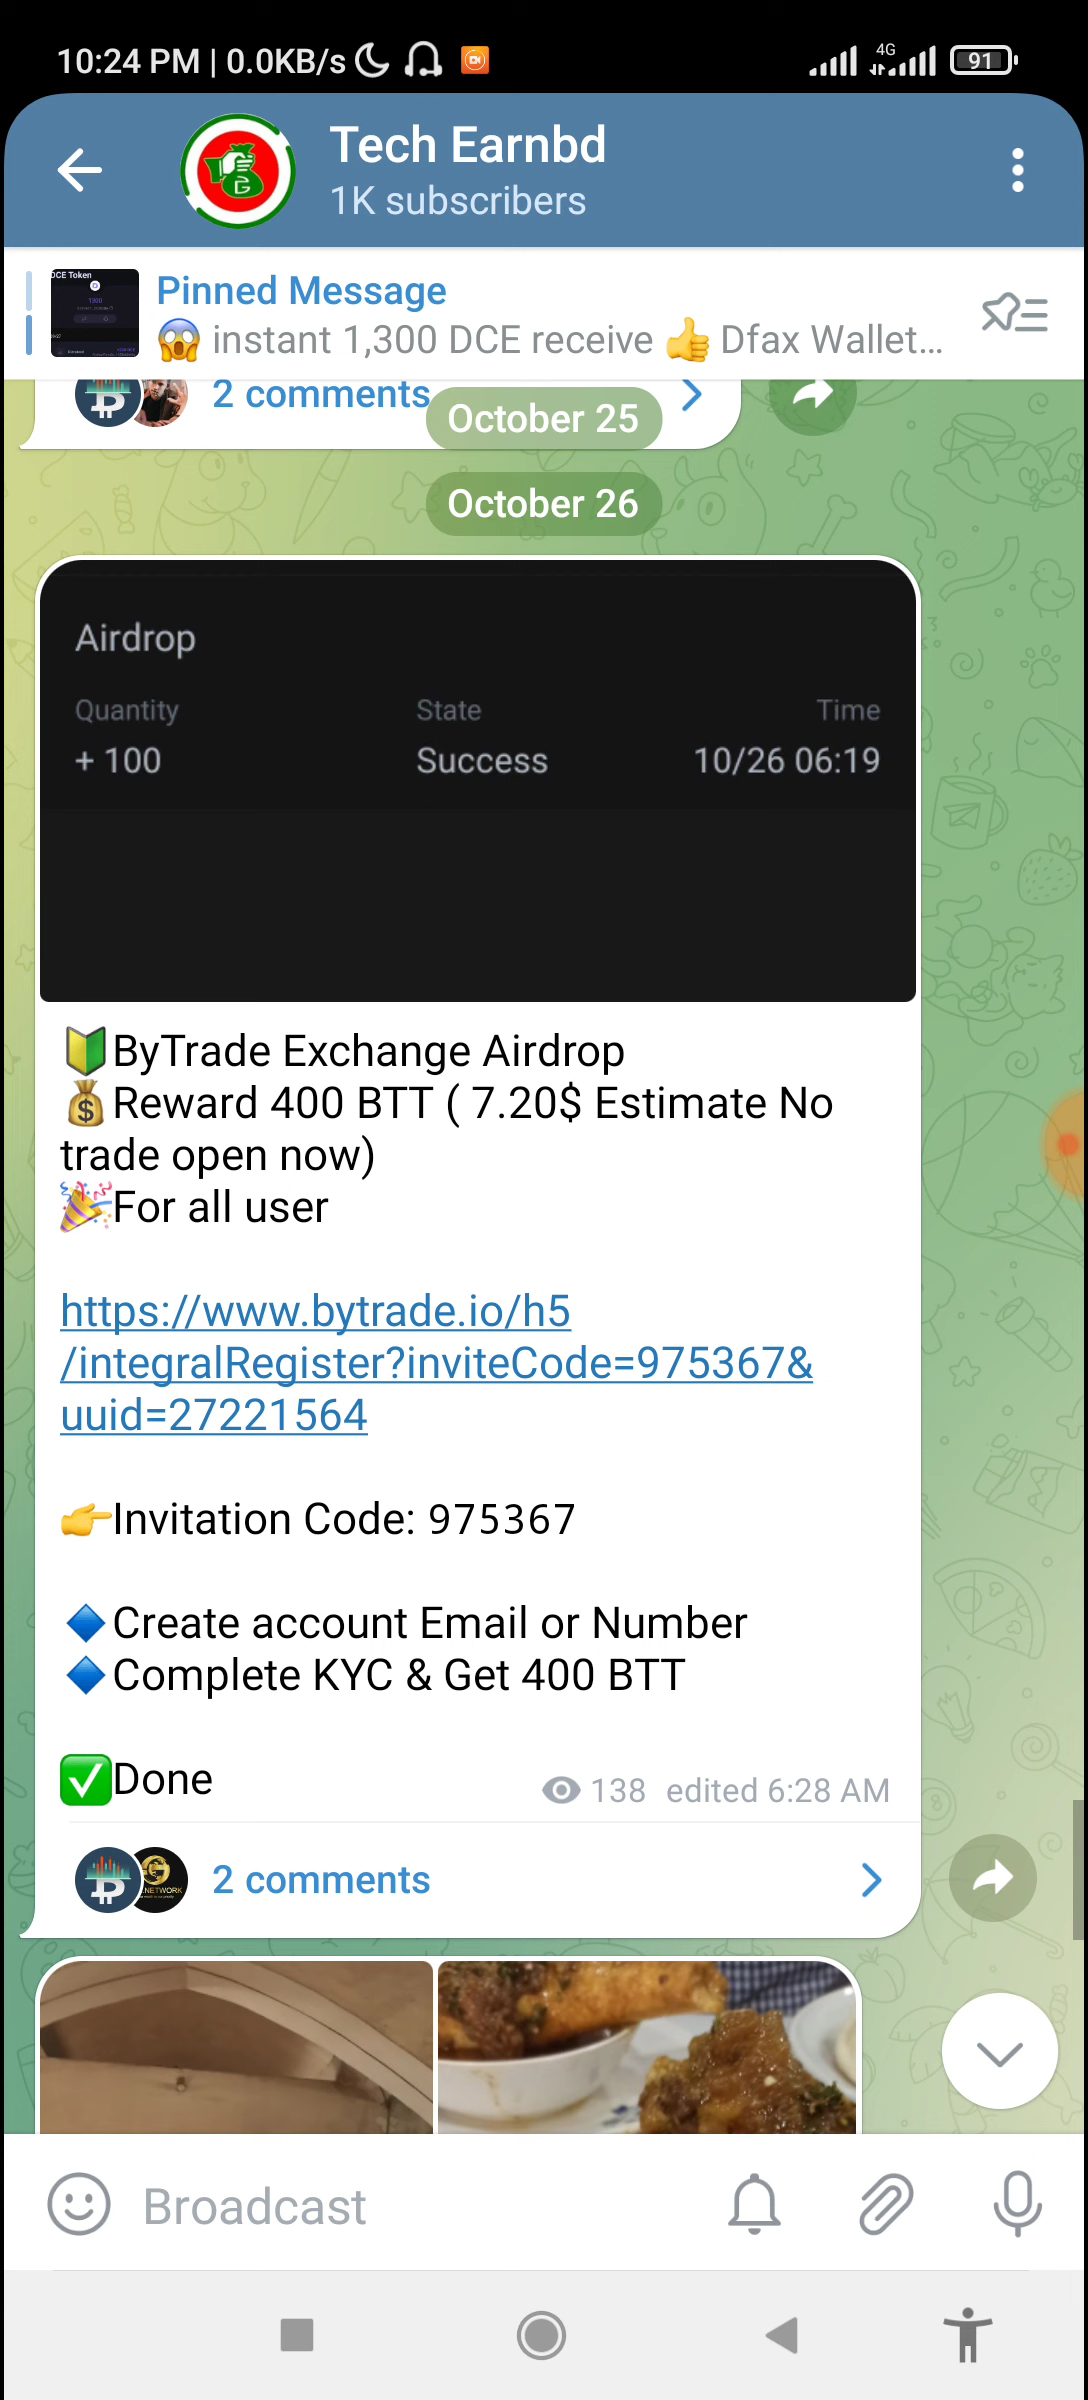 10:24 PM | 0.0KB/s
4G
91
Tech Earnbd
1K subscribers
DCE Token
1300
Pinned Message
😱 instant 1,300 DCE receive 👍 Dfax Wallet...
2 comments
October 25
October 26
Airdrop
Quantity State Time
+ 100 Success 10/26 06:19
🔰ByTrade Exchange Airdrop
💰Reward 400 BTT ( 7.20$ Estimate No
trade open now)
🎉For all user
https://www.bytrade.io/h5
/integralRegister?inviteCode=975367&
uuid=27221564
👉Invitation Code: 975367
🔷Create account Email or Number
🔷Complete KYC & Get 400 BTT
✅Done
138 edited 6:28 AM
NETWORK
2 comments
Broadcast